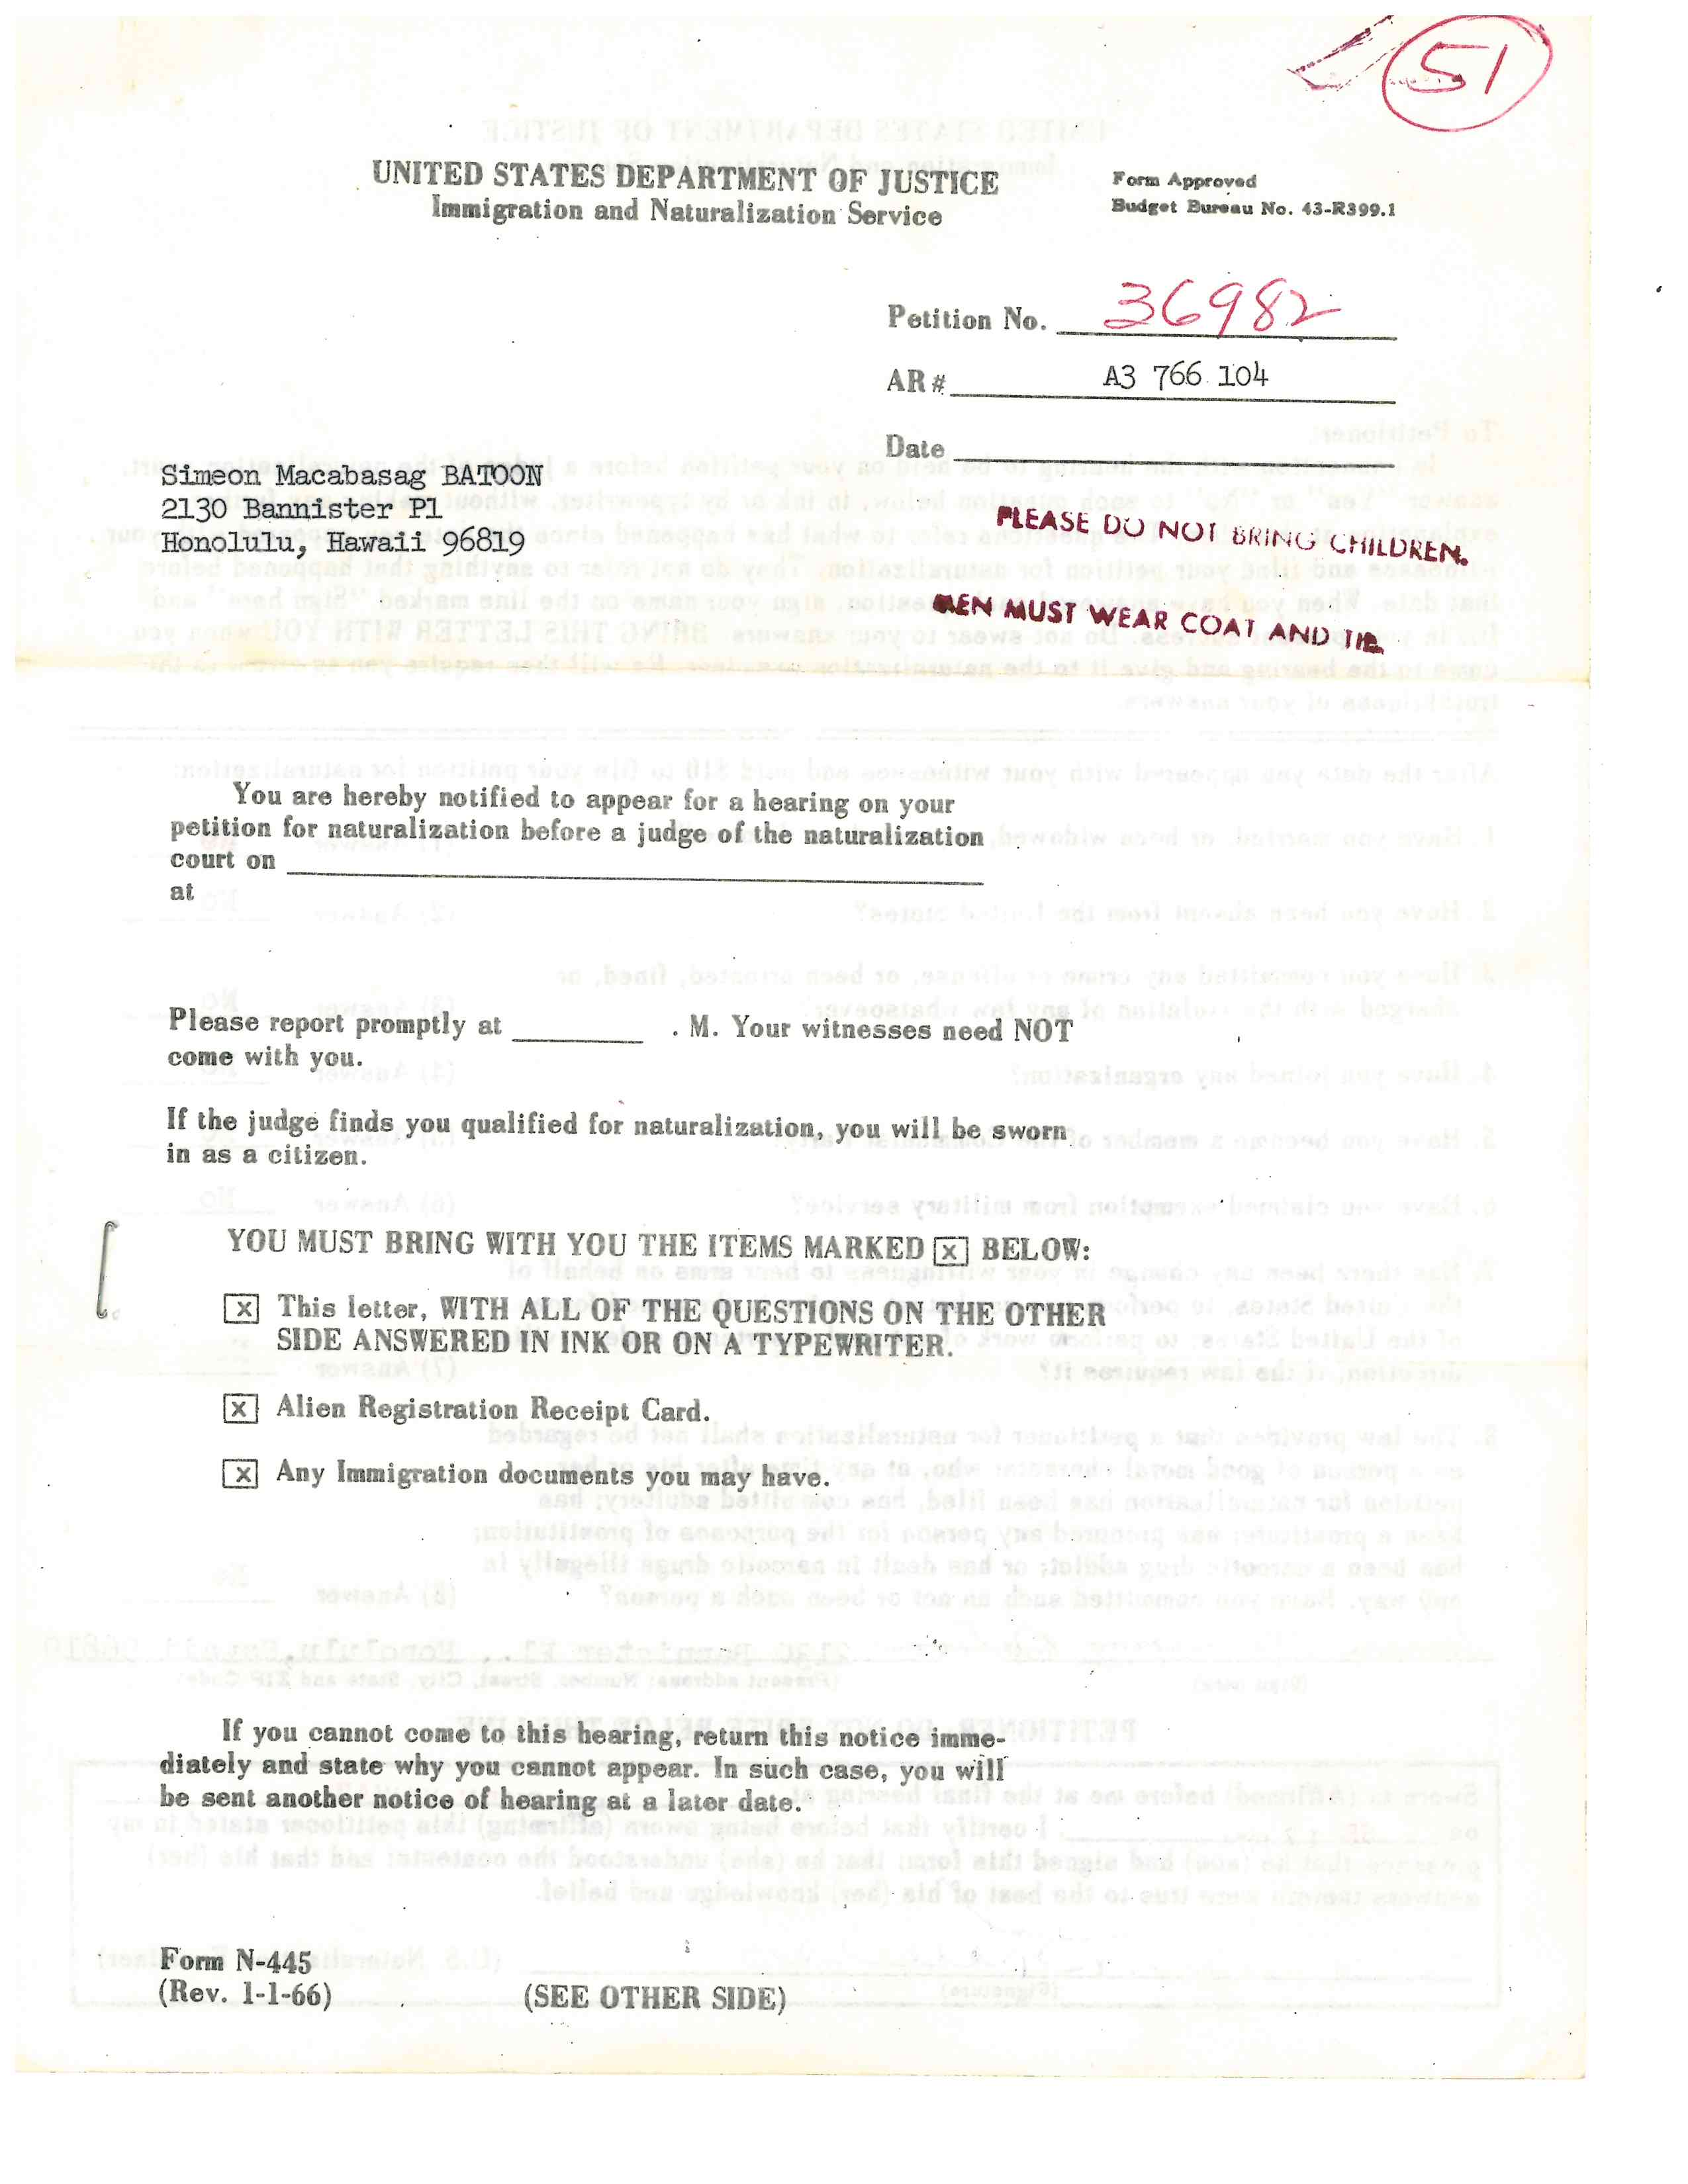 51
UNITED STATES DEPARTMENT OF JUSTICE
Immigration and Naturalization Service
Form Approved
Budget Bureau No. 43-R399.1
Petition No. 36982
AR # A3 766 104
Date
Simeon Macabasag BATOON
2130 Bannister Pl
Honolulu, Hawaii 96819
PLEASE DO NOT BRING CHILDREN.
MEN MUST WEAR COAT AND TIE
You are hereby notified to appear for a hearing on your
petition for naturalization before a judge of the naturalization
court on
at
Please report promptly at . M. Your witnesses need NOT
come with you.
If the judge finds you qualified for naturalization, you will be sworn
in as a citizen.
YOU MUST BRING WITH YOU THE ITEMS MARKED [x] BELOW:
[x] This letter, WITH ALL OF THE QUESTIONS ON THE OTHER
SIDE ANSWERED IN INK OR ON A TYPEWRITER.
[x] Alien Registration Receipt Card.
[x] Any Immigration documents you may have.
If you cannot come to this hearing, return this notice imme-
diately and state why you cannot appear. In such case, you will
be sent another notice of hearing at a later date.
Form N-445
(Rev. 1-1-66)
(SEE OTHER SIDE)